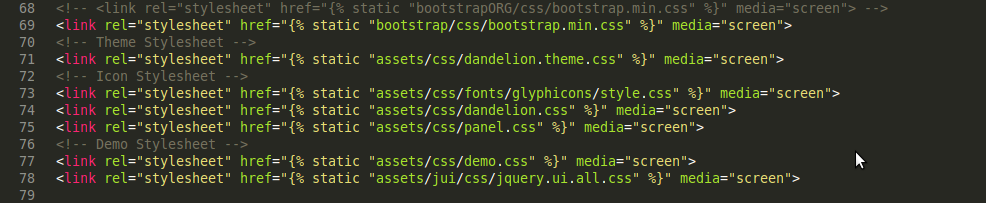 68 <!-- <link rel="stylesheet" href="{% static "bootstrapORG/css/bootstrap.min.css" %}" media="screen"> -->
69 <link rel="stylesheet" href="{% static "bootstrap/css/bootstrap.min.css" %}" media="screen">
70 <!-- Theme Stylesheet -->
71 <link rel="stylesheet" href="{% static "assets/css/dandelion.theme.css" %}" media="screen">
72 <!-- Icon Stylesheet -->
73 <link rel="stylesheet" href="{% static "assets/css/fonts/glyphicons/style.css" %}" media="screen">
74 <link rel="stylesheet" href="{% static "assets/css/dandelion.css" %}" media="screen">
75 <link rel="stylesheet" href="{% static "assets/css/panel.css" %}" media="screen">
76 <!-- Demo Stylesheet -->
77 <link rel="stylesheet" href="{% static "assets/css/demo.css" %}" media="screen">
78 <link rel="stylesheet" href="{% static "assets/jui/css/jquery.ui.all.css" %}" media="screen">
79